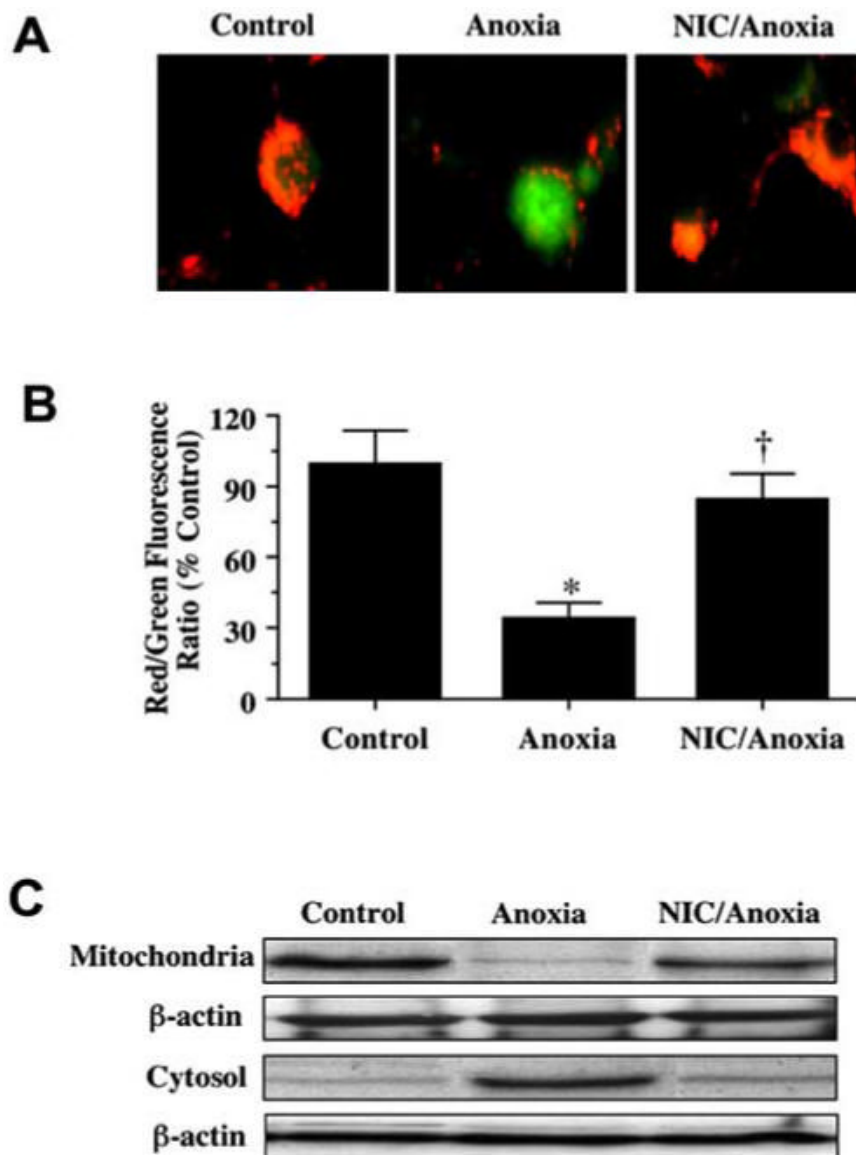 A
Control Anoxia NIC/Anoxia
B
Red/Green Fluorescence
Ratio (% Control)
120
90
60
30
0
*
†
Control Anoxia NIC/Anoxia
C
Control Anoxia NIC/Anoxia
Mitochondria
β-actin
Cytosol
β-actin